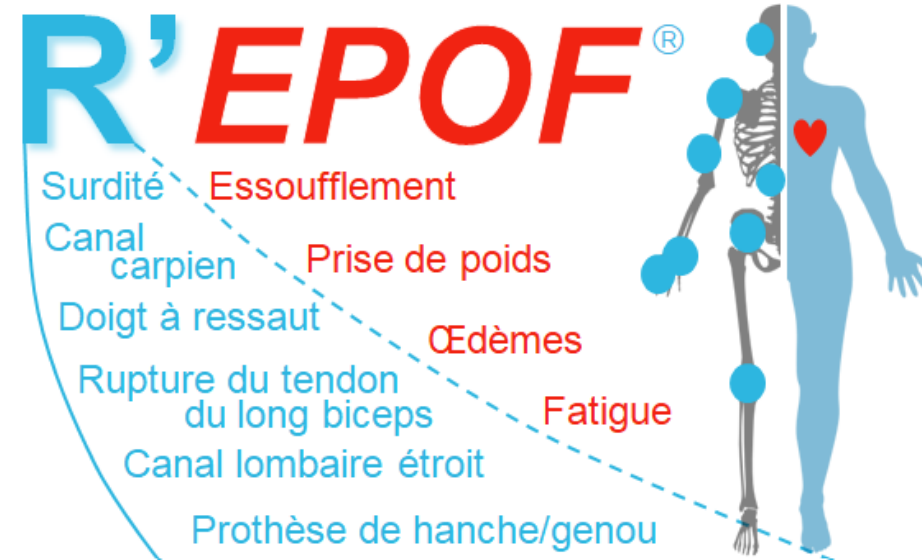 R’EPOF®
Surdité
Essoufflement
Canal
carpien
Prise de poids
Doigt à ressaut
Œdèmes
Rupture du tendon
du long biceps
Fatigue
Canal lombaire étroit
Prothèse de hanche/genou